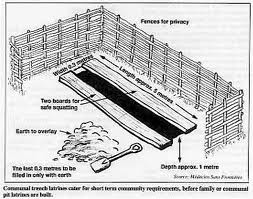 Fences for privacy
Width 0.3 metres
Length approx. 5 metres
Two boards for
safe squatting
Earth to overlay
Depth approx. 1 metre
The last 0.3 metres to be
filled in only with earth
Source: Médecins Sans Frontières
Communal trench latrines cater for short term community requirements, before family or communal
pit latrines are built.